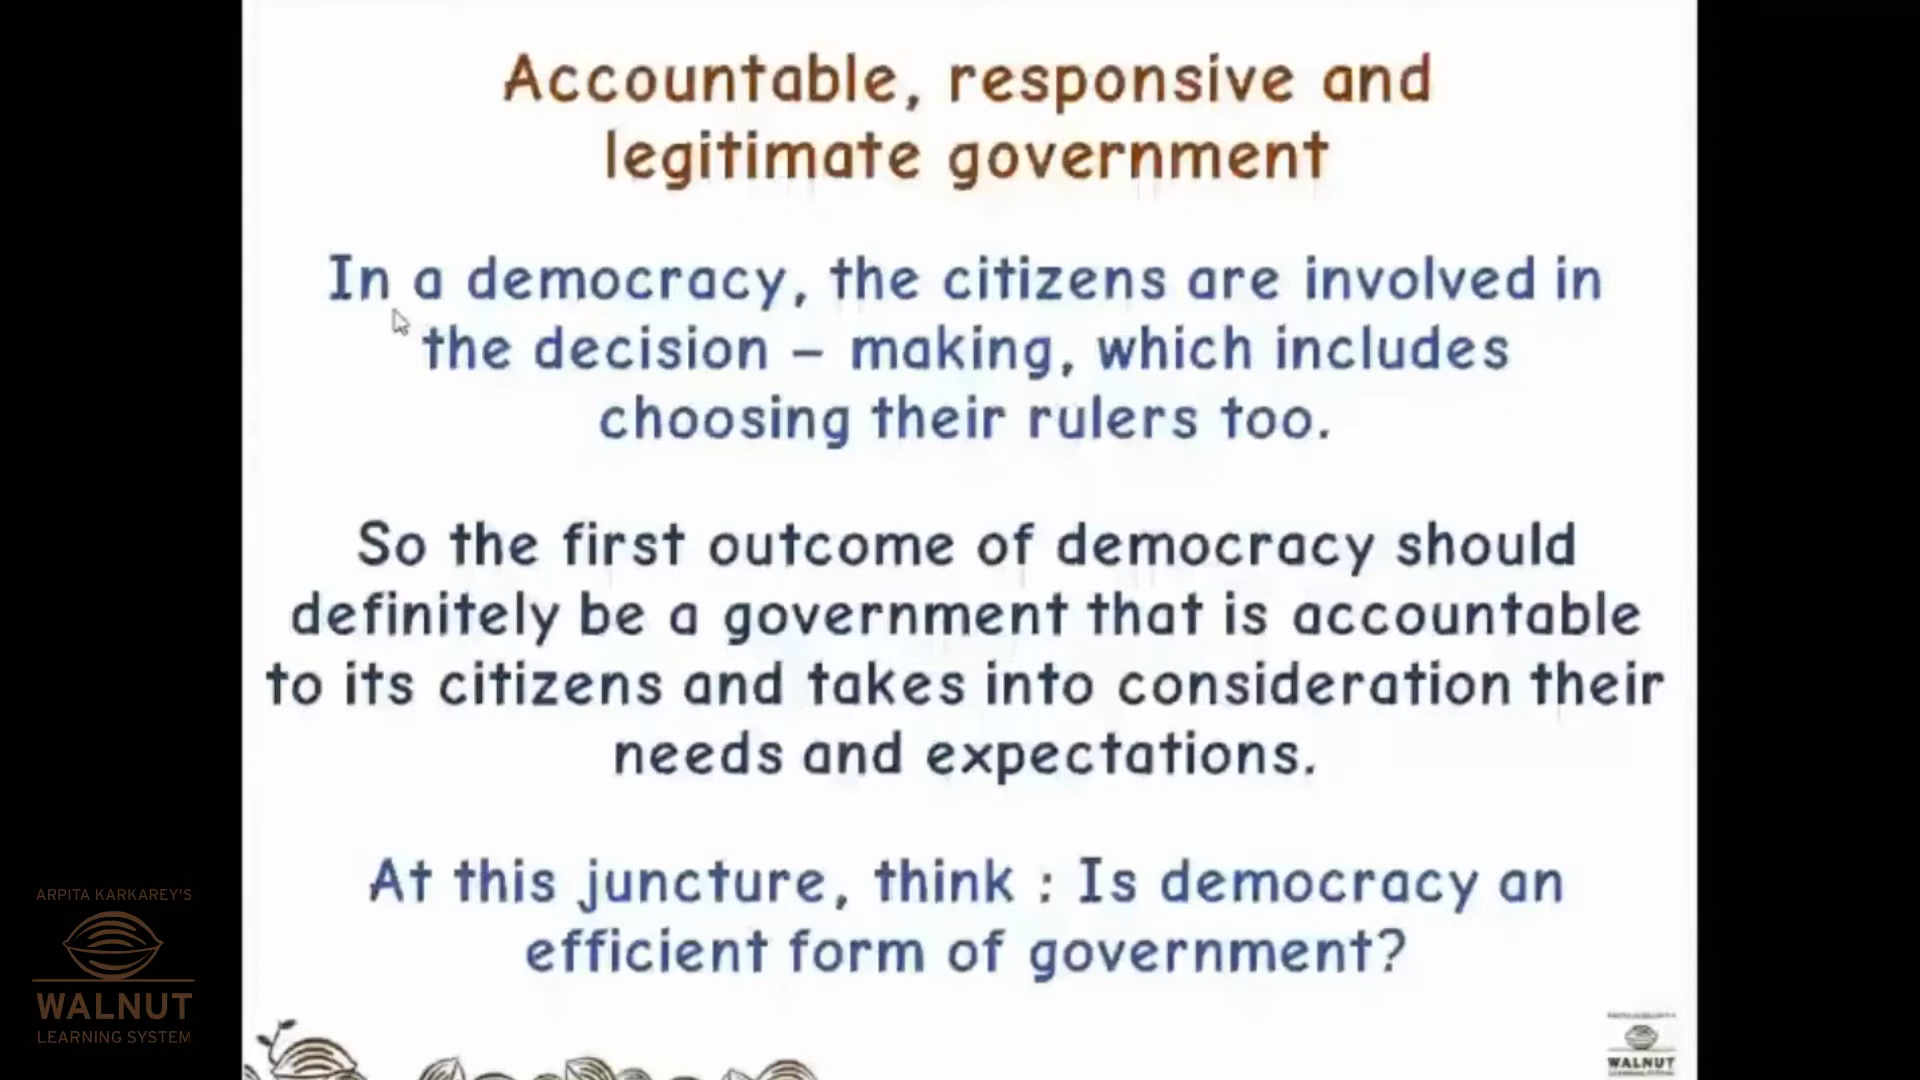 Accountable, responsive and
legitimate government
In a democracy, the citizens are involved in
the decision – making, which includes
choosing their rulers too.
So the first outcome of democracy should
definitely be a government that is accountable
to its citizens and takes into consideration their
needs and expectations.
At this juncture, think : Is democracy an
efficient form of government?
ARPITA KARKAREY'S
WALNUT
LEARNING SYSTEM
WALNUT